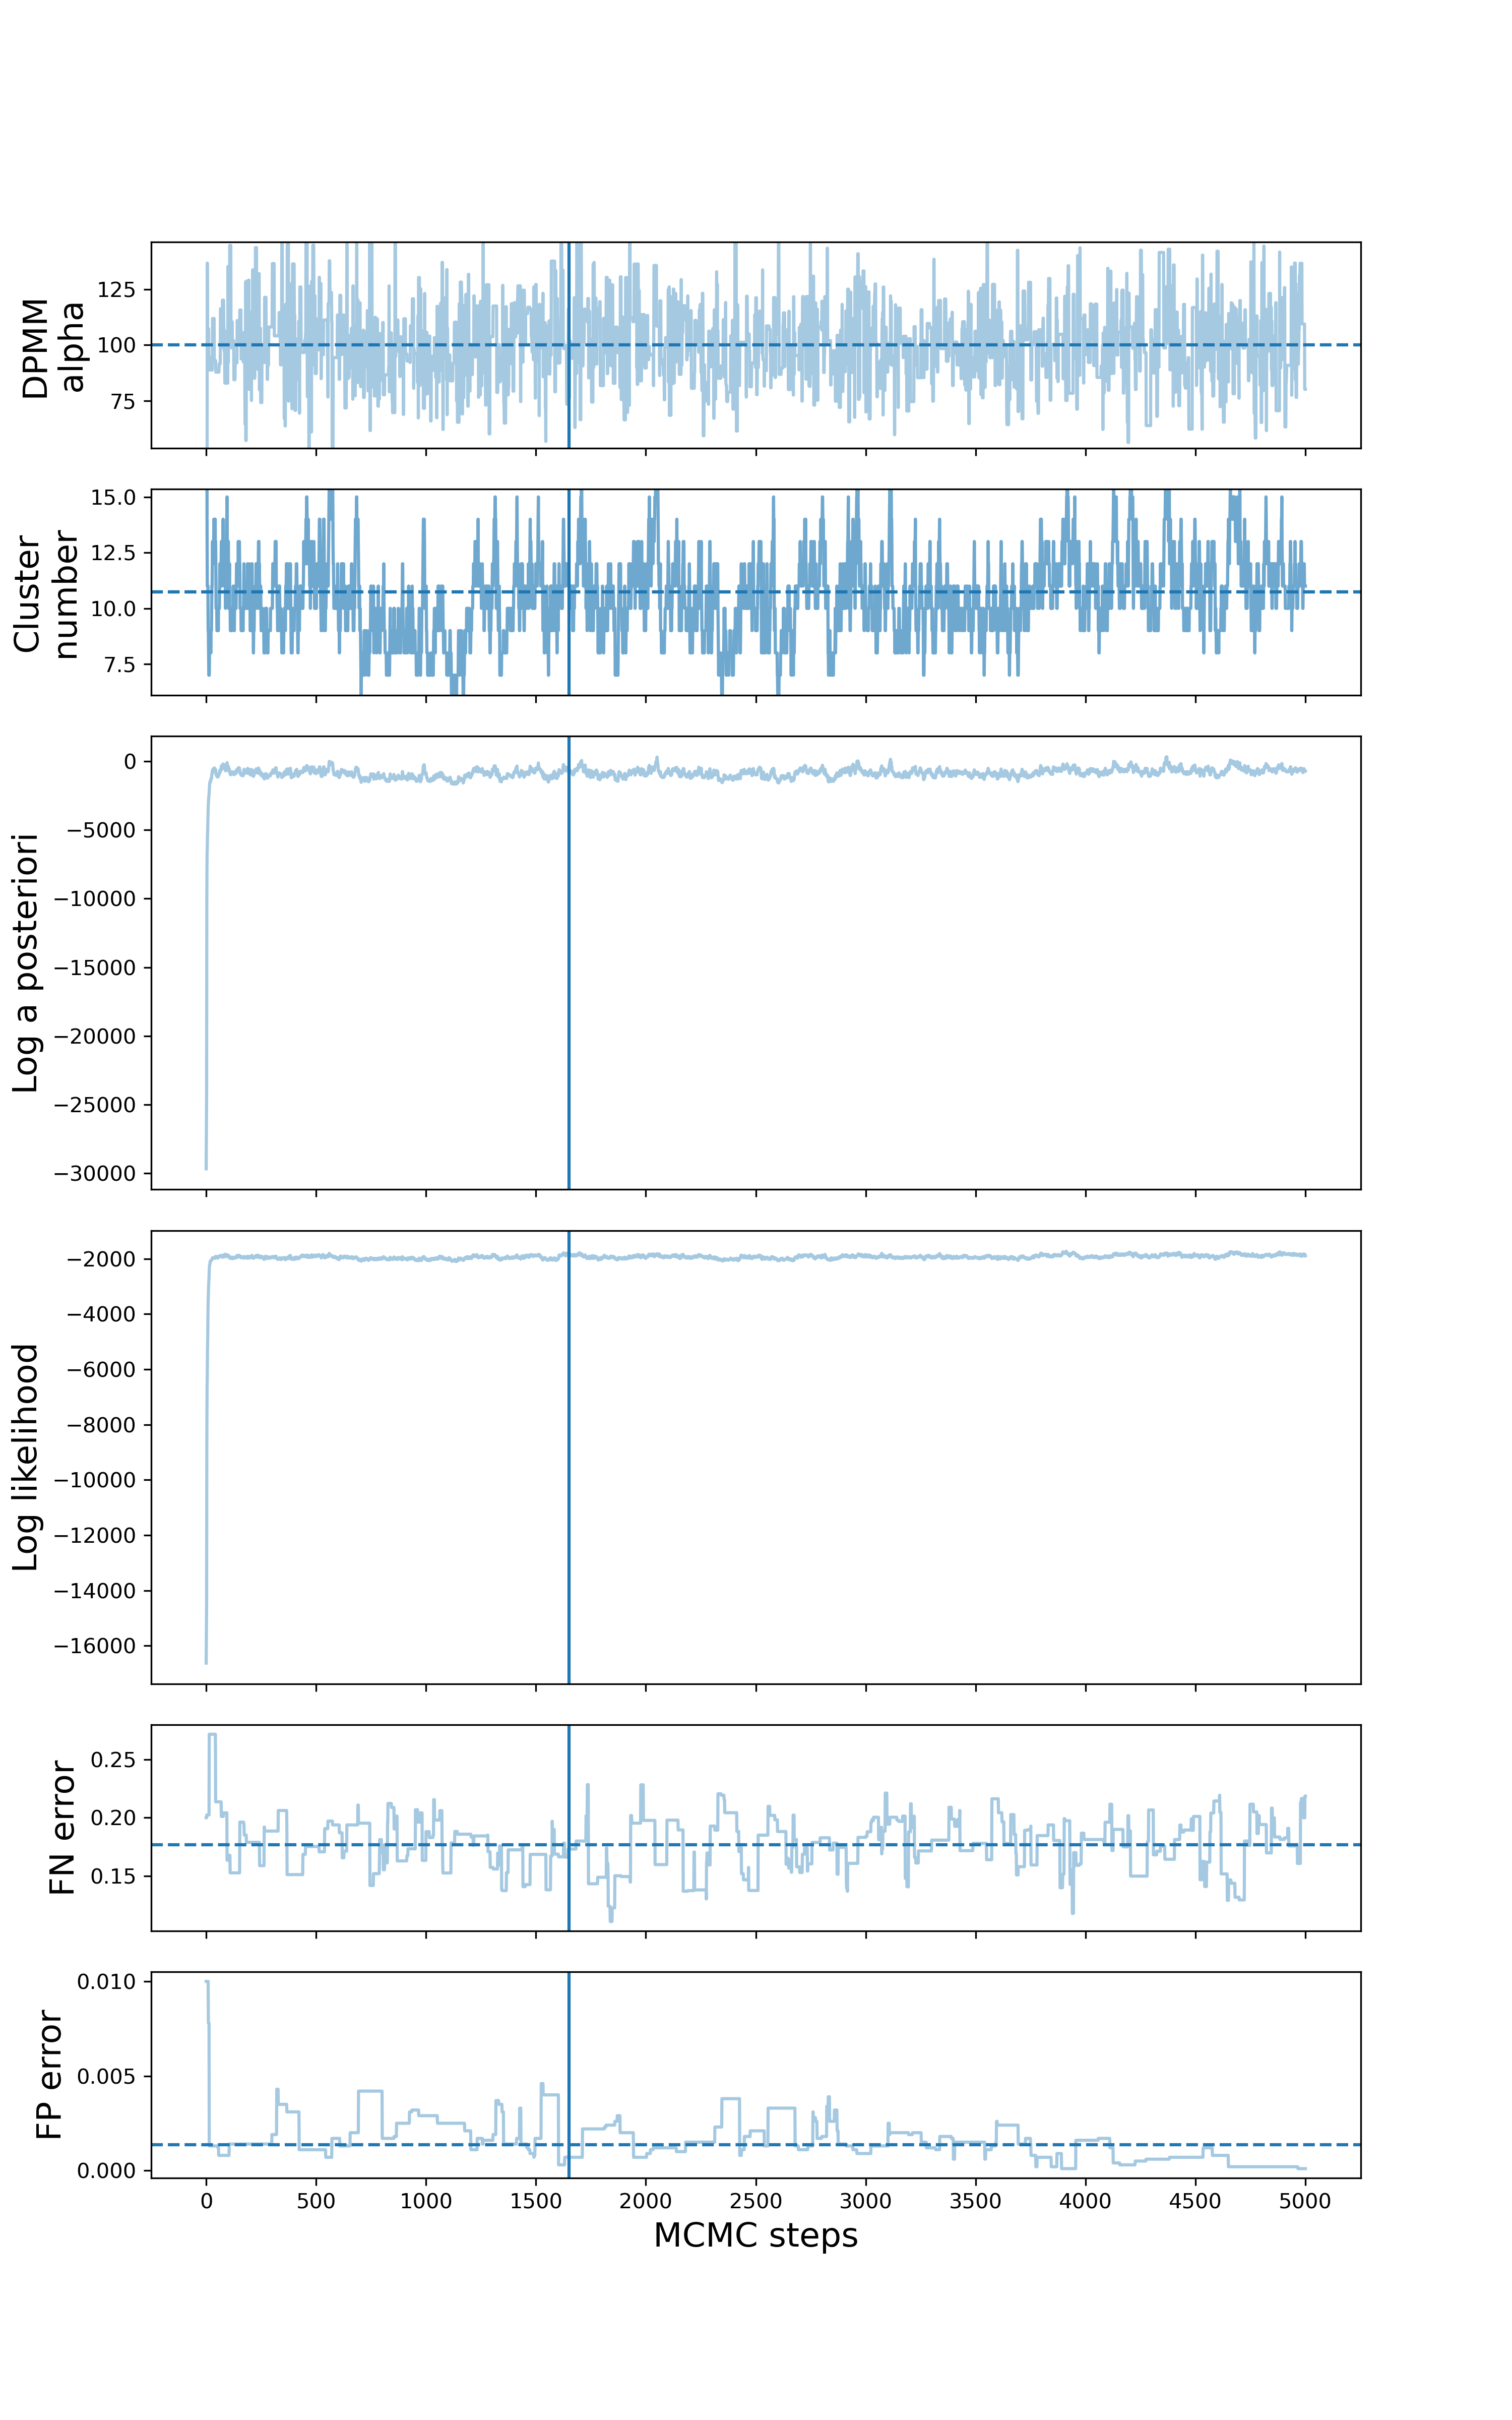 DPMM
alpha
125
100
75
Cluster
number
15.0
12.5
10.0
7.5
Log a posteriori
0
−5000
−10000
−15000
−20000
−25000
−30000
Log likelihood
−2000
−4000
−6000
−8000
−10000
−12000
−14000
−16000
FN error
0.25
0.20
0.15
FP error
0.010
0.005
0.000
0 500 1000 1500 2000 2500 3000 3500 4000 4500 5000
MCMC steps